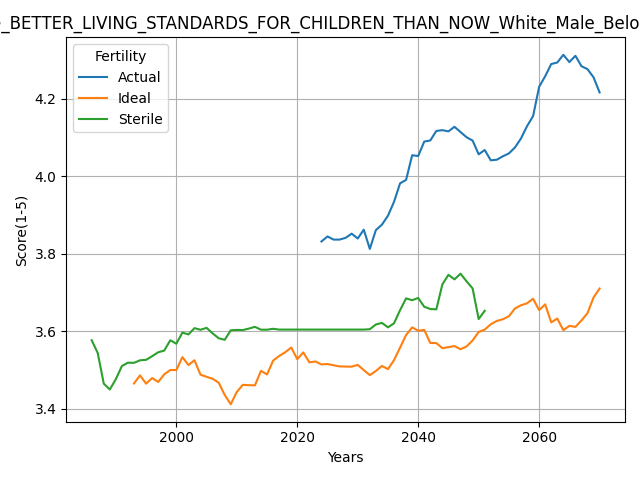 _BETTER_LIVING_STANDARDS_FOR_CHILDREN_THAN_NOW_White_Male_Belo
Fertility
Actual
Ideal
Sterile
Score(1-5)
4.2
4.0
3.8
3.6
3.4
2000
2020
2040
2060
Years